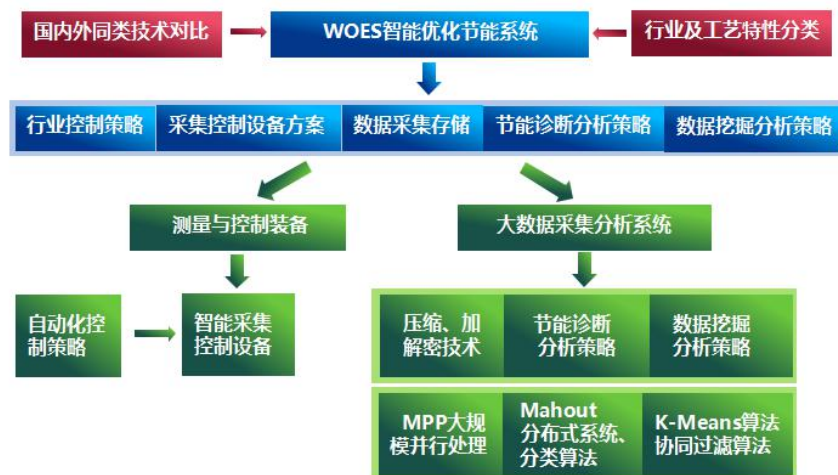 国内外同类技术对比
WOES智能优化节能系统
行业及工艺特性分类
行业控制策略
采集控制设备方案
数据采集存储
节能诊断分析策略
数据挖掘分析策略
测量与控制装备
大数据采集分析系统
自动化控
制策略
智能采集
控制设备
压缩、加
解密技术
节能诊断
分析策略
数据挖掘
分析策略
MPP大规
模并行处理
Mahout
分布式系统、
分类算法
K-Means算法
协同过滤算法